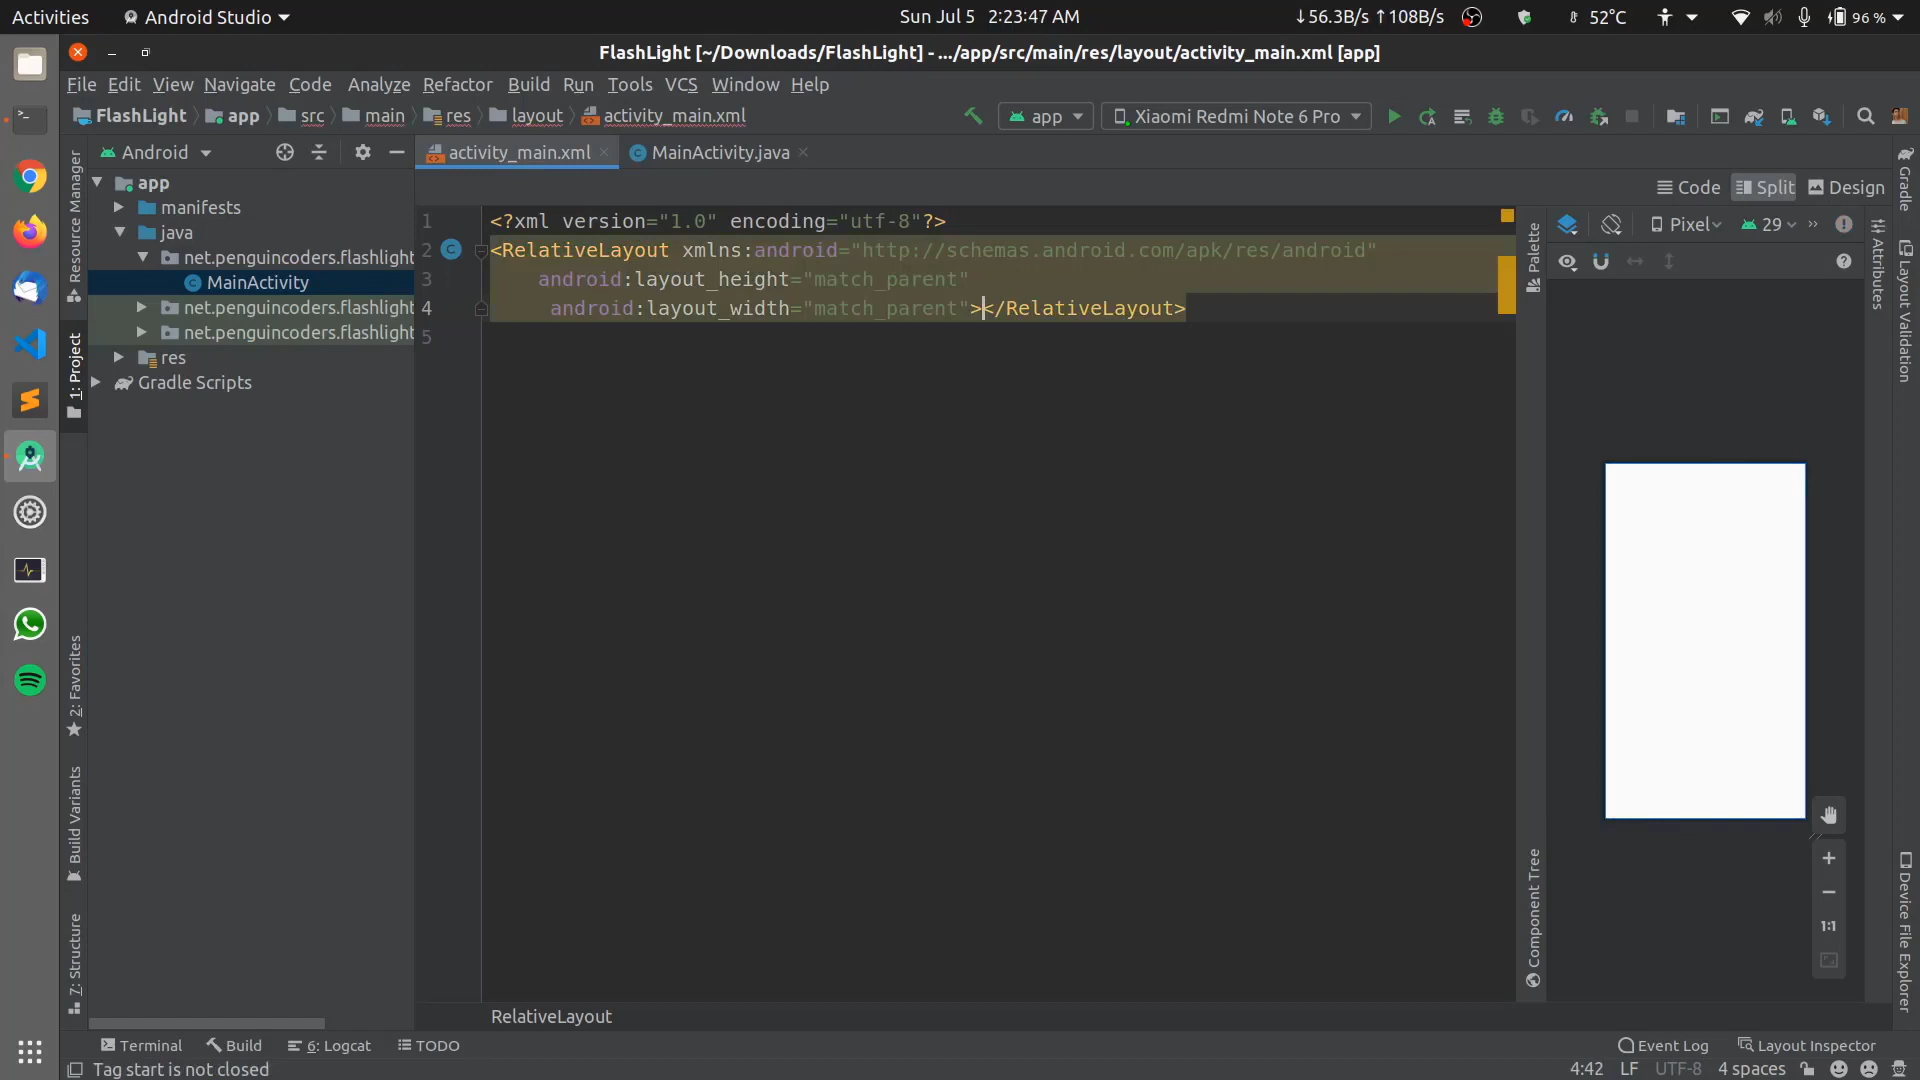 Activities Android Studio Sun Jul 5 2:23:47 AM ↓56.3B/s ↑108B/s 52°C 96 %
FlashLight [~/Downloads/FlashLight] - .../app/src/main/res/layout/activity_main.xml [app]
File Edit View Navigate Code Analyze Refactor Build Run Tools VCS Window Help
FlashLight app src main res layout activity_main.xml app Xiaomi Redmi Note 6 Pro
Android activity_main.xml MainActivity.java
Code Split Design
app
manifests
java
net.penguincoders.flashlight
MainActivity
net.penguincoders.flashlight
net.penguincoders.flashlight
res
Gradle Scripts
Resource Manager
1: Project
2: Favorites
Build Variants
7: Structure
1 <?xml version="1.0" encoding="utf-8"?>
2 <RelativeLayout xmlns:android="http://schemas.android.com/apk/res/android"
3 android:layout_height="match_parent"
4 android:layout_width="match_parent"></RelativeLayout>
5
Palette
Component Tree
Pixel 29 »
1:1
Attributes
Gradle
Layout Validation
Device File Explorer
RelativeLayout
Terminal Build 6: Logcat TODO Event Log Layout Inspector
Tag start is not closed 4:42 LF UTF-8 4 spaces